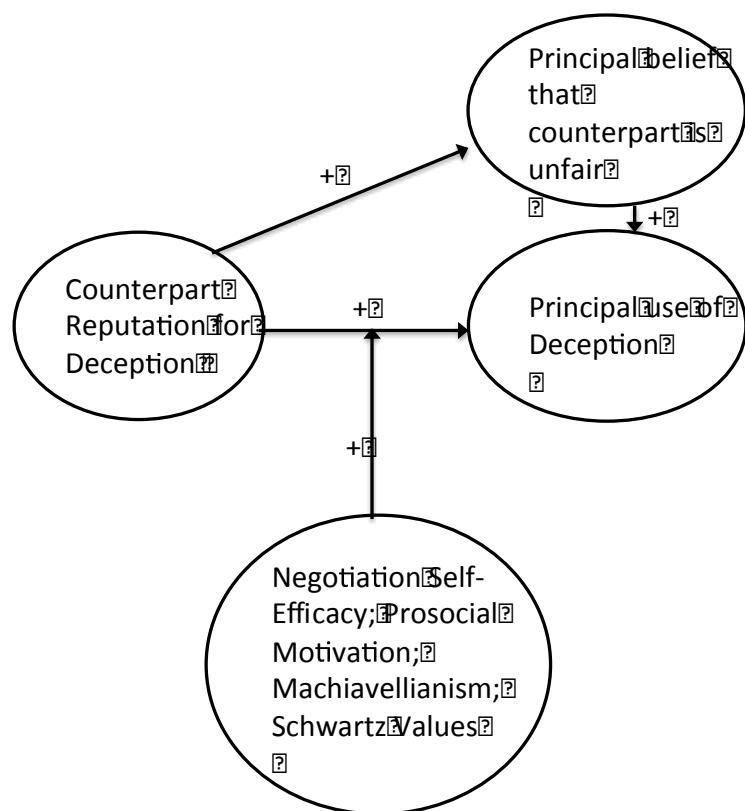 Principal belief
that
counterpart is
unfair
+
+
Counterpart
Reputation for
Deception
+
Principal use of
Deception
+
Negotiation Self-
Efficacy; Prosocial
Motivation;
Machiavellianism;
Schwartz Values